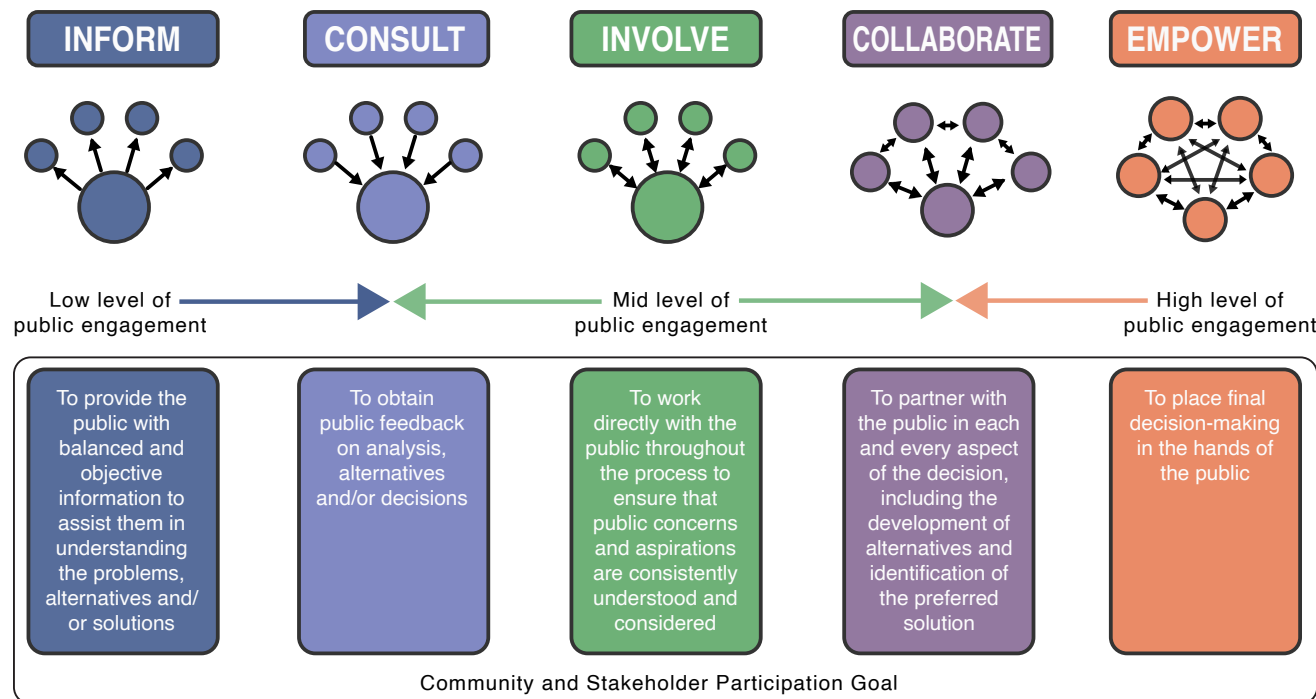 INFORM
CONSULT
INVOLVE
COLLABORATE
EMPOWER
Low level of
public engagement
Mid level of
public engagement
High level of
public engagement
To provide the
public with
balanced and
objective
information to
assist them in
understanding
the problems,
alternatives and/
or solutions
To obtain
public feedback
on analysis,
alternatives
and/or decisions
To work
directly with the
public throughout
the process to
ensure that
public concerns
and aspirations
are consistently
understood and
considered
To partner with
the public in each
and every aspect
of the decision,
including the
development of
alternatives and
identification of
the preferred
solution
To place final
decision-making
in the hands of
the public
Community and Stakeholder Participation Goal